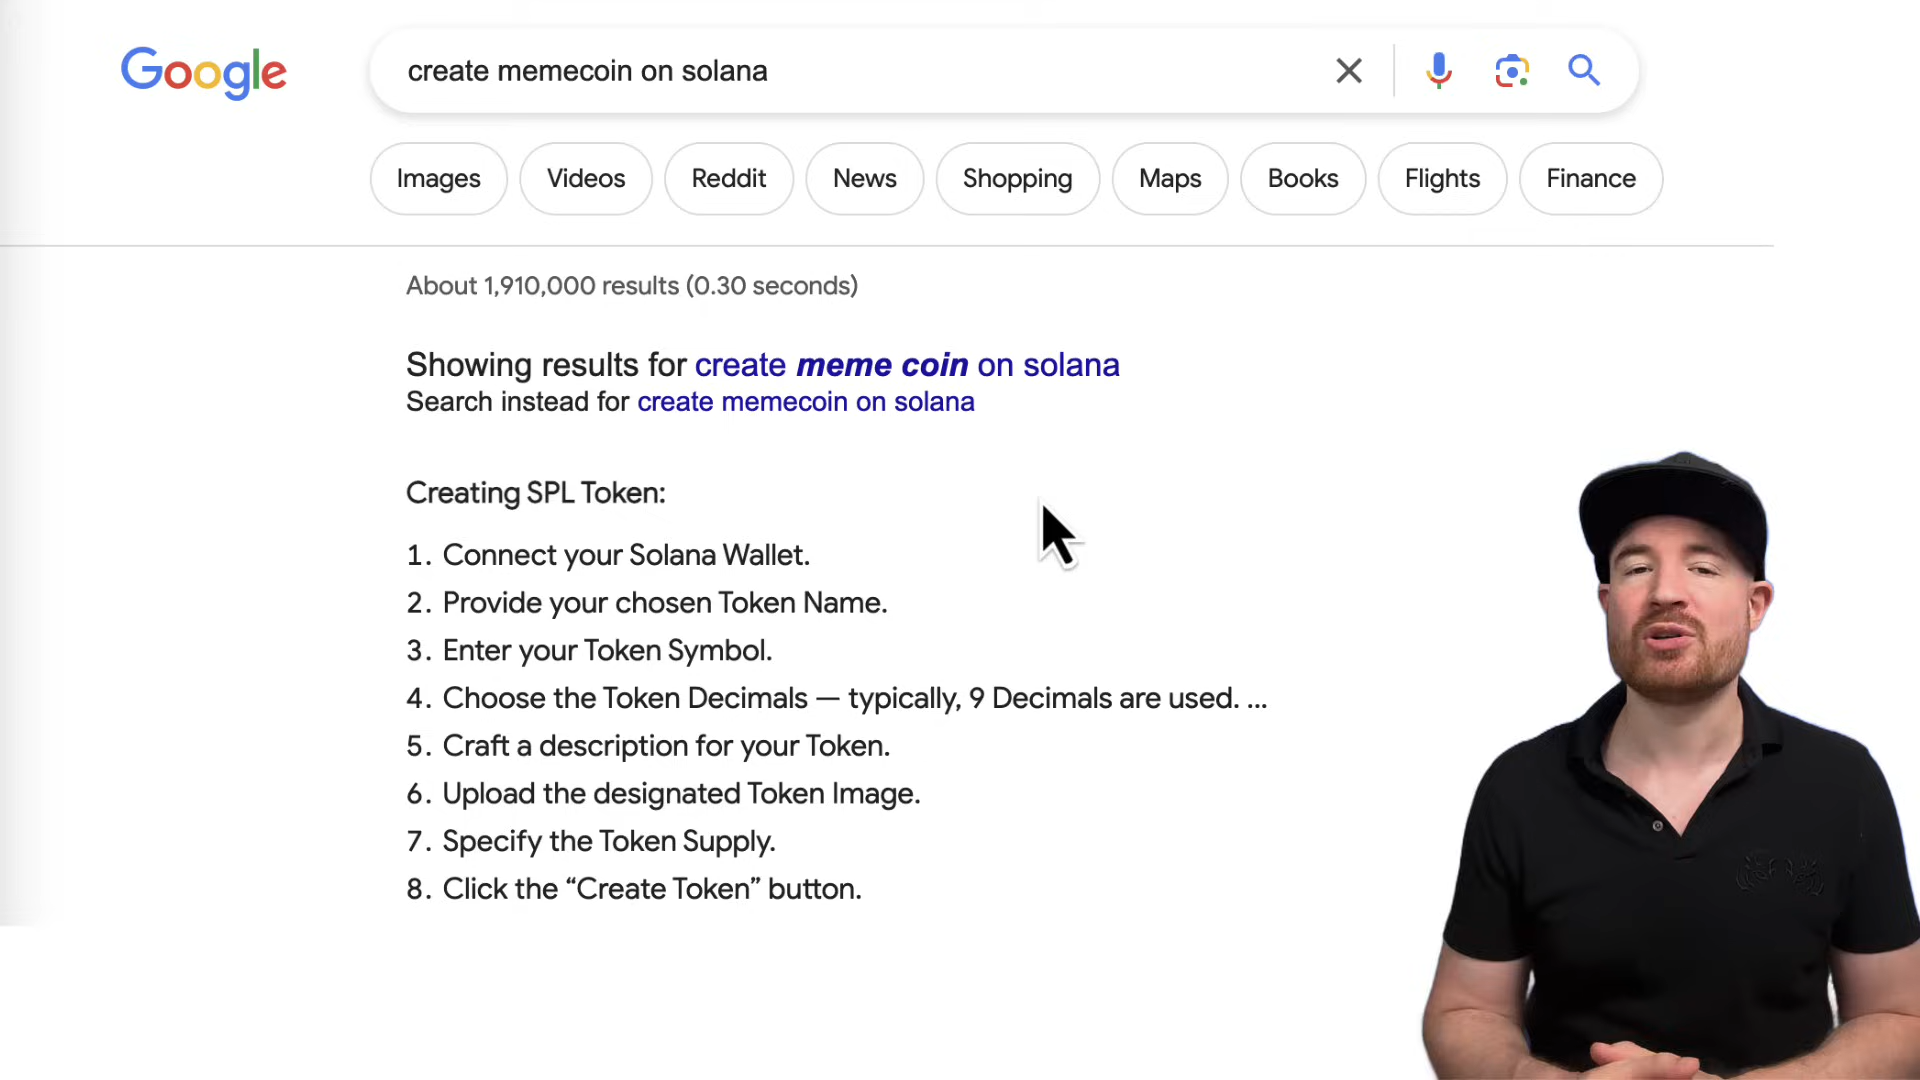 Google
create memecoin on solana
Images Videos Reddit News Shopping Maps Books Flights Finance
About 1,910,000 results (0.30 seconds)
Showing results for create meme coin on solana
Search instead for create memecoin on solana
Creating SPL Token:
1. Connect your Solana Wallet.
2. Provide your chosen Token Name.
3. Enter your Token Symbol.
4. Choose the Token Decimals — typically, 9 Decimals are used. ...
5. Craft a description for your Token.
6. Upload the designated Token Image.
7. Specify the Token Supply.
8. Click the “Create Token” button.